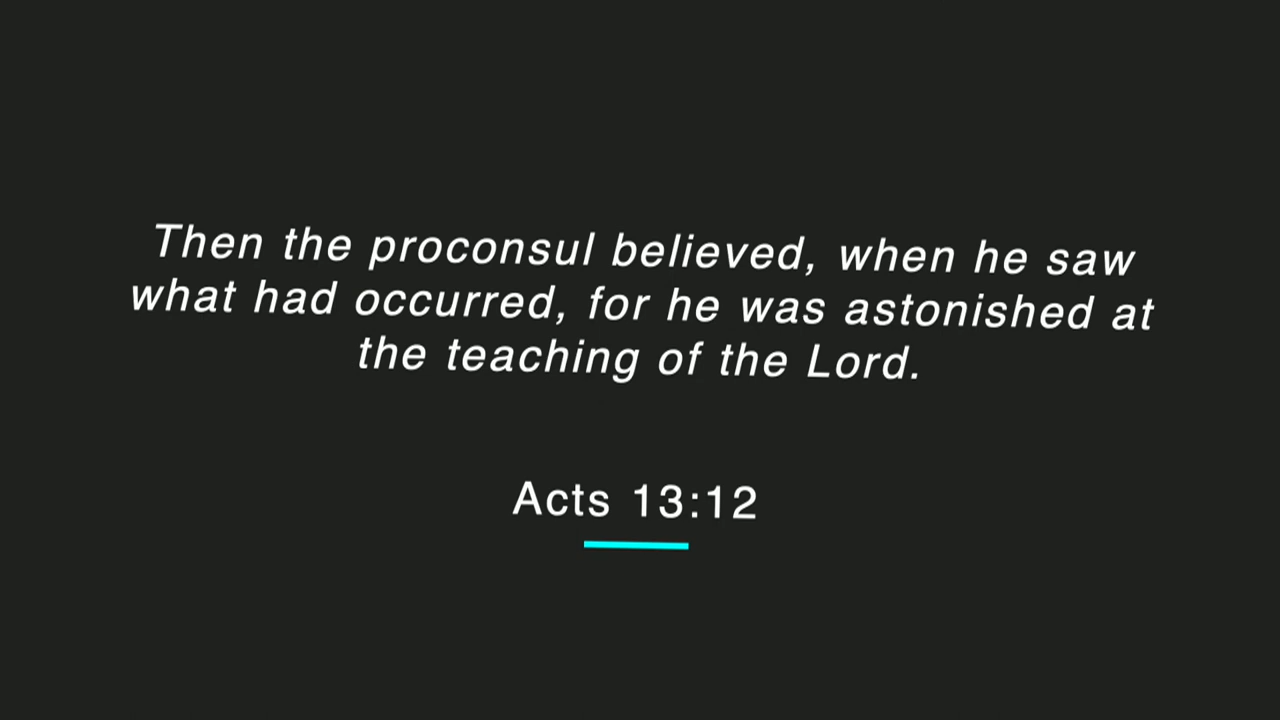 Then the proconsul believed, when he saw
what had occurred, for he was astonished at
the teaching of the Lord.
Acts 13:12